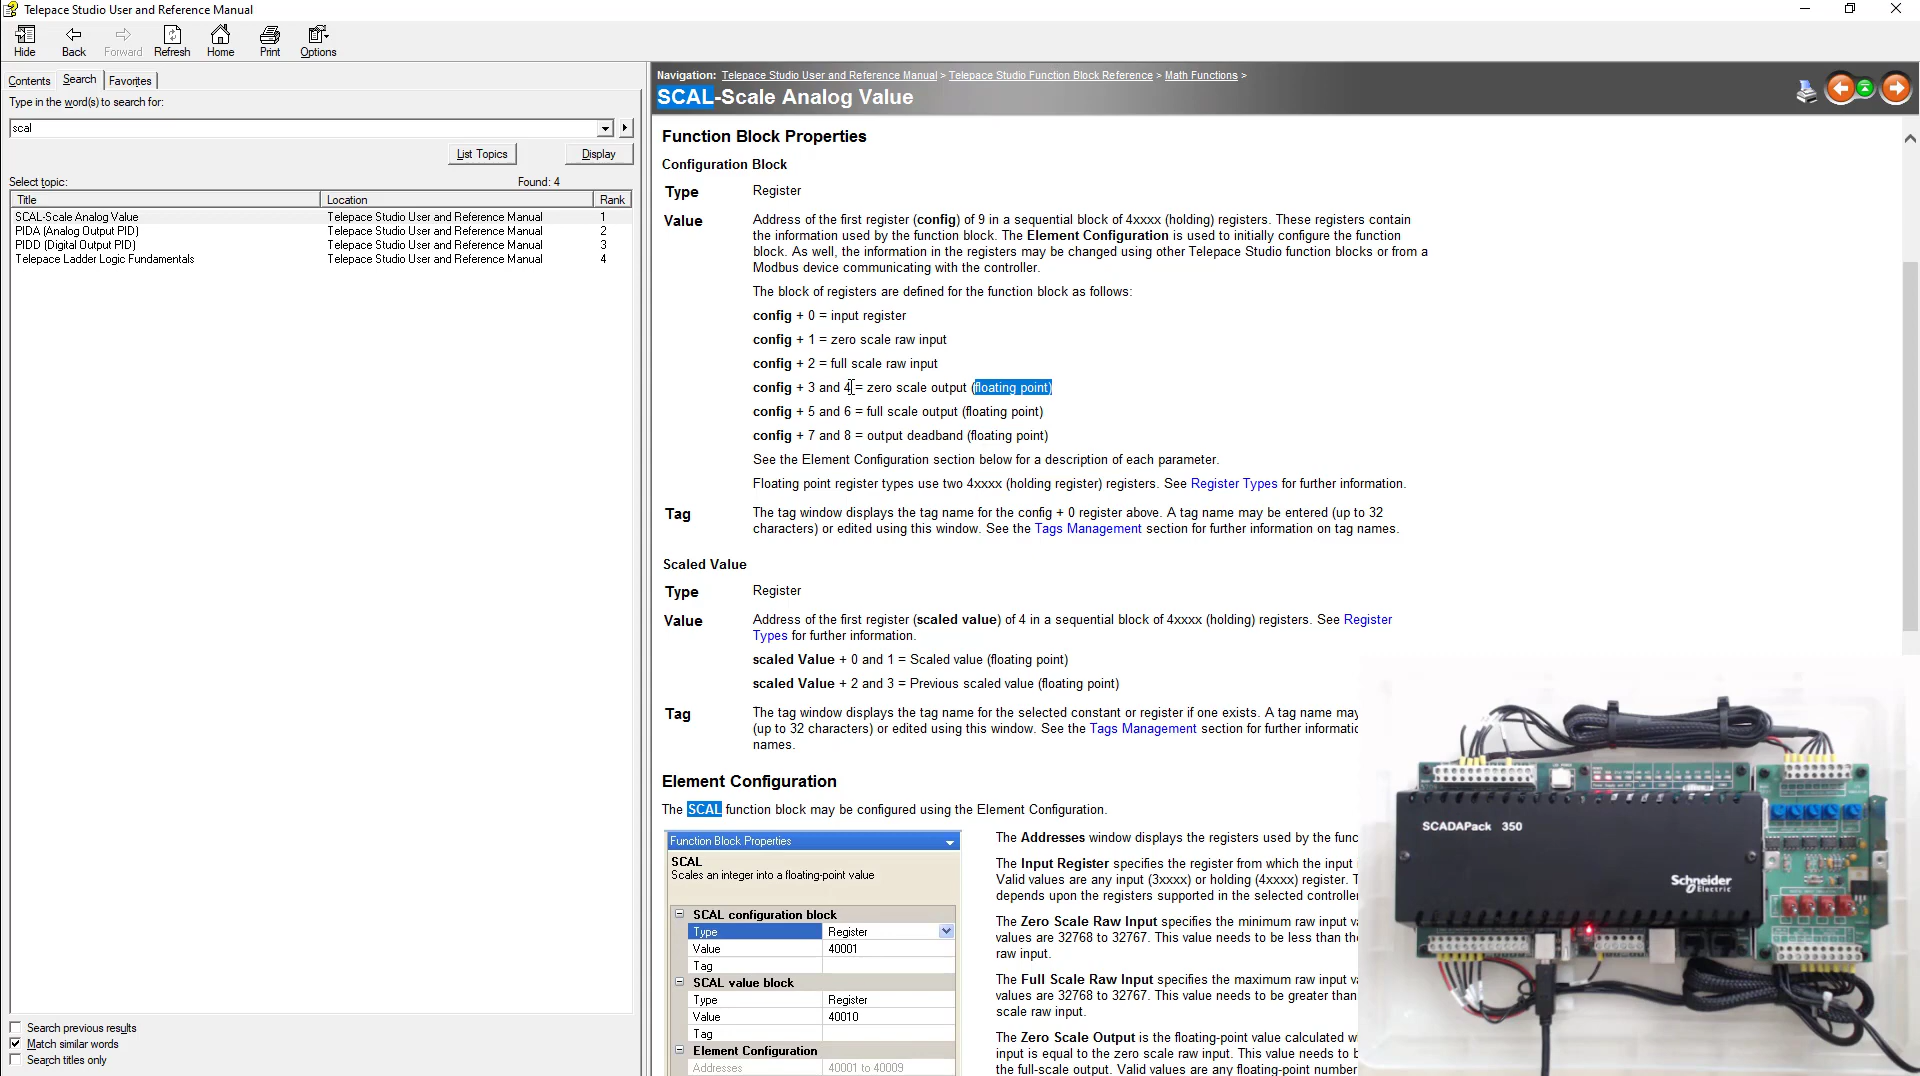 Telepace Studio User and Reference Manual
Hide
Back
Forward
Refresh
Home
Print
Options
Contents
Search
Favorites
Type in the word(s) to search for:
scal
List Topics
Display
Select topic:
Found: 4
Title Location Rank
SCAL-Scale Analog Value Telepace Studio User and Reference Manual 1
PIDA (Analog Output PID) Telepace Studio User and Reference Manual 2
PIDD (Digital Output PID) Telepace Studio User and Reference Manual 3
Telepace Ladder Logic Fundamentals Telepace Studio User and Reference Manual 4
Search previous results
Match similar words
Search titles only
Navigation: Telepace Studio User and Reference Manual > Telepace Studio Function Block Reference > Math Functions >
SCAL-Scale Analog Value
Function Block Properties
Configuration Block
Type Register
Value Address of the first register (config) of 9 in a sequential block of 4xxxx (holding) registers. These registers contain
the information used by the function block. The Element Configuration is used to initially configure the function
block. As well, the information in the registers may be changed using other Telepace Studio function blocks or from a
Modbus device communicating with the controller.
The block of registers are defined for the function block as follows:
config + 0 = input register
config + 1 = zero scale raw input
config + 2 = full scale raw input
config + 3 and 4 = zero scale output (floating point)
config + 5 and 6 = full scale output (floating point)
config + 7 and 8 = output deadband (floating point)
See the Element Configuration section below for a description of each parameter.
Floating point register types use two 4xxxx (holding register) registers. See Register Types for further information.
Tag The tag window displays the tag name for the config + 0 register above. A tag name may be entered (up to 32
characters) or edited using this window. See the Tags Management section for further information on tag names.
Scaled Value
Type Register
Value Address of the first register (scaled value) of 4 in a sequential block of 4xxxx (holding) registers. See Register
Types for further information.
scaled Value + 0 and 1 = Scaled value (floating point)
scaled Value + 2 and 3 = Previous scaled value (floating point)
Tag The tag window displays the tag name for the selected constant or register if one exists. A tag name may
(up to 32 characters) or edited using this window. See the Tags Management section for further informatic
names.
Element Configuration
The SCAL function block may be configured using the Element Configuration.
Function Block Properties
SCAL
Scales an integer into a floating-point value
SCAL configuration block
Type Register
Value 40001
Tag
SCAL value block
Type Register
Value 40010
Tag
Element Configuration
Addresses 40001 to 40009
The Addresses window displays the registers used by the func
The Input Register specifies the register from which the input
Valid values are any input (3xxxx) or holding (4xxxx) register. T
depends upon the registers supported in the selected controller
The Zero Scale Raw Input specifies the minimum raw input va
values are 32768 to 32767. This value needs to be less than the
raw input.
The Full Scale Raw Input specifies the maximum raw input va
values are 32768 to 32767. This value needs to be greater than
scale raw input.
The Zero Scale Output is the floating-point value calculated w
input is equal to the zero scale raw input. This value needs to b
the full-scale output. Valid values are any floating-point number
SCADAPack 350
Schneider
Electric